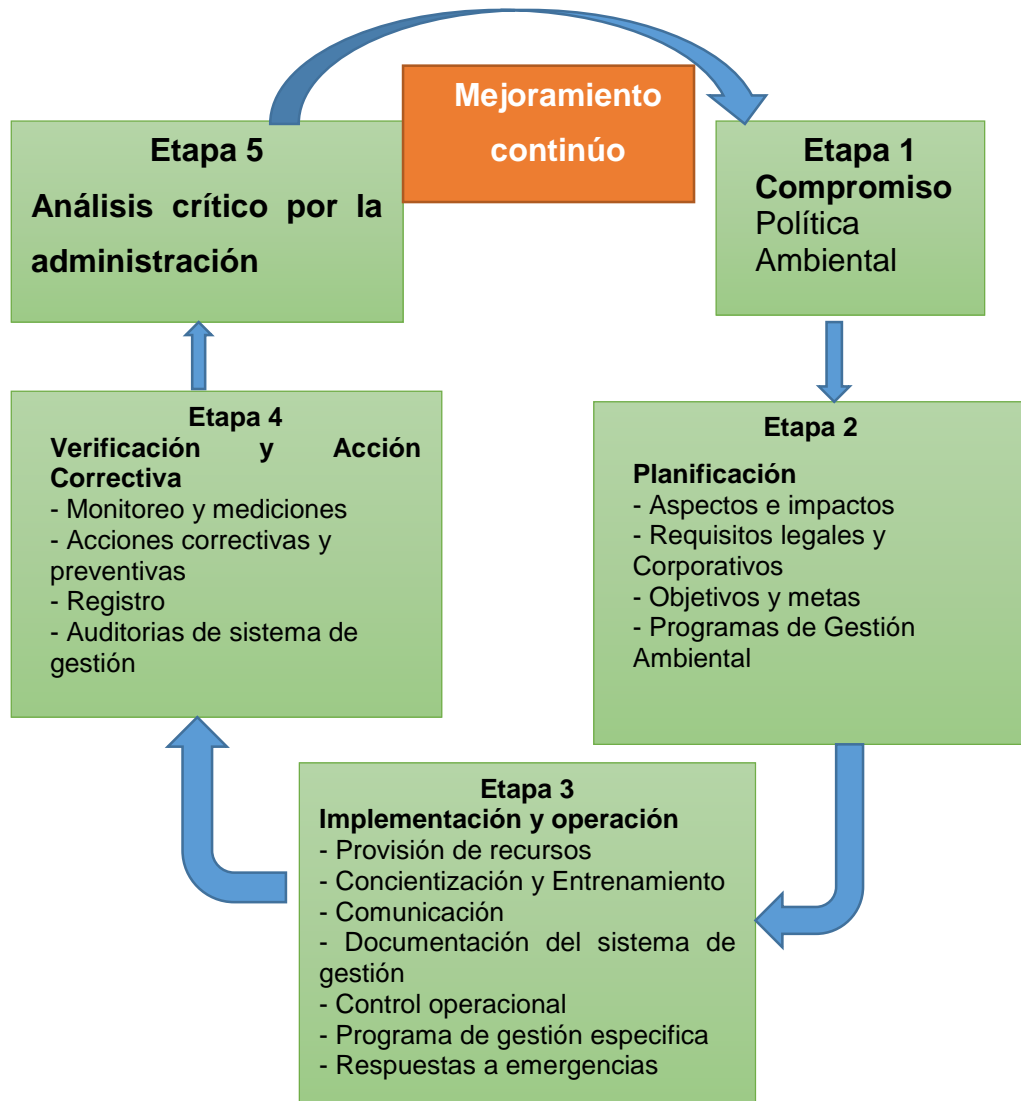 Mejoramiento
continúo
Etapa 5
Análisis crítico por la
administración
Etapa 1
Compromiso
Política
Ambiental
Etapa 4
Verificación y Acción
Correctiva
- Monitoreo y mediciones
- Acciones correctivas y
preventivas
- Registro
- Auditorias de sistema de
gestión
Etapa 2
Planificación
- Aspectos e impactos
- Requisitos legales y
Corporativos
- Objetivos y metas
- Programas de Gestión
Ambiental
Etapa 3
Implementación y operación
- Provisión de recursos
- Concientización y Entrenamiento
- Comunicación
- Documentación del sistema de
gestión
- Control operacional
- Programa de gestión especifica
- Respuestas a emergencias